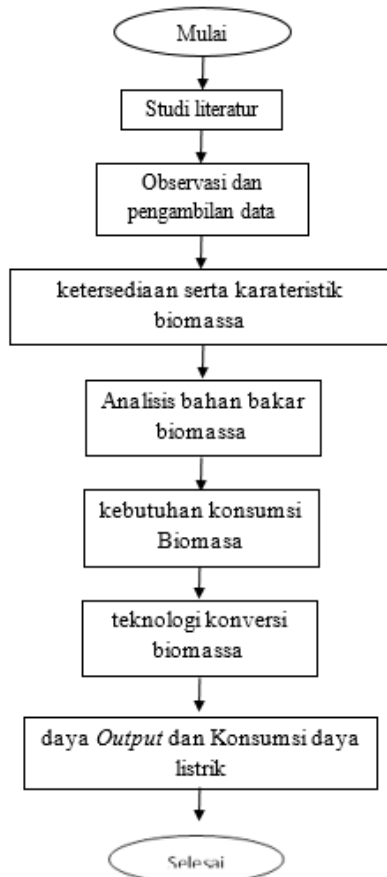 Mulai
Studi literatur
Observasi dan
pengambilan data
ketersediaan serta karateristik
biomassa
Analisis bahan bakar
biomassa
kebutuhan konsumsi
Biomasa
teknologi konversi
biomassa
daya Output dan Konsumsi daya
listrik
Selesai